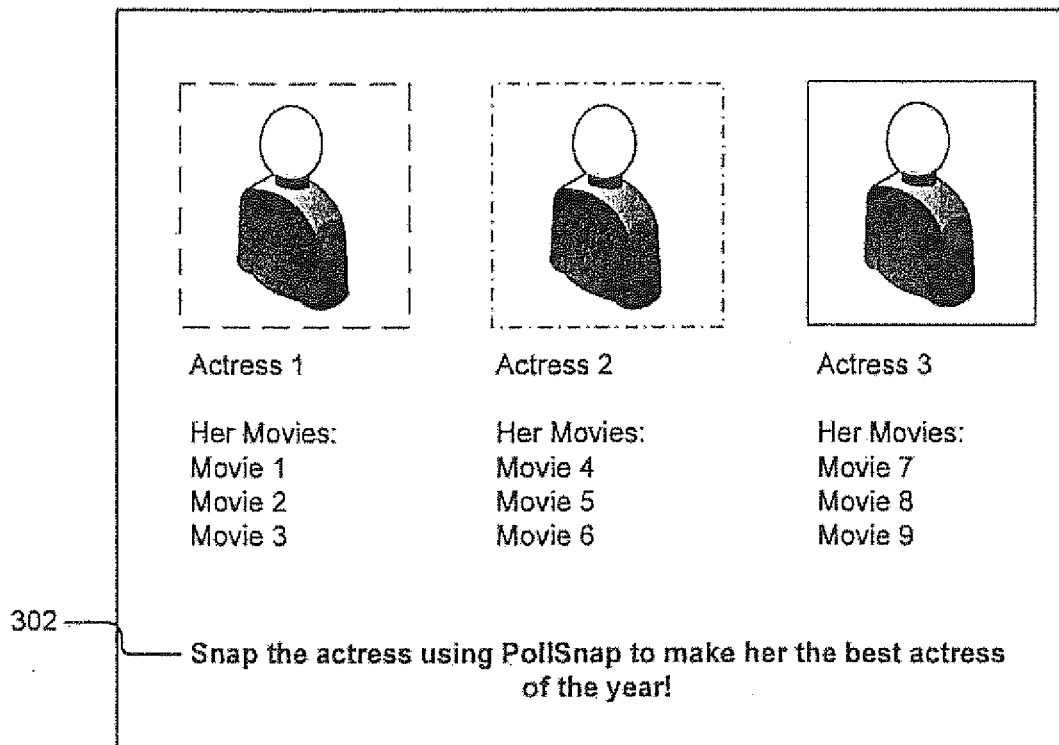 Actress 1 Actress 2 Actress 3
Her Movies: Her Movies: Her Movies:
Movie 1 Movie 4 Movie 7
Movie 2 Movie 5 Movie 8
Movie 3 Movie 6 Movie 9
302
Snap the actress using PollSnap to make her the best actress
of the year!